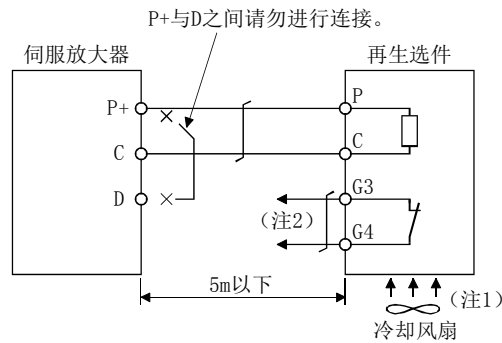 P+与D之间请勿进行连接。
伺服放大器
再生选件
P+
P
C
C
D
G3
(注2)
G4
5m以下
(注1)
冷却风扇